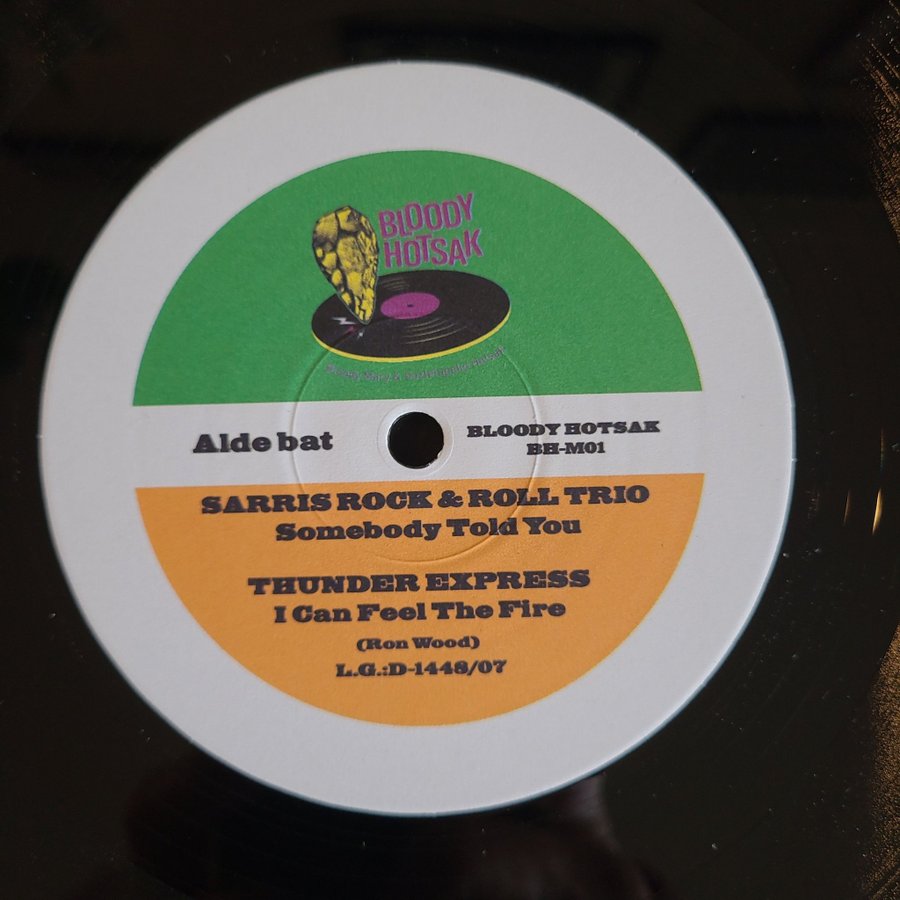 BLOODY
HOTSAK
Alde bat
BLOODY HOTSAK
BH-M01
SARRIS ROCK & ROLL TRIO
Somebody Told You
THUNDER EXPRESS
I Can Feel The Fire
(Ron Wood)
L.G.:D-1448/07